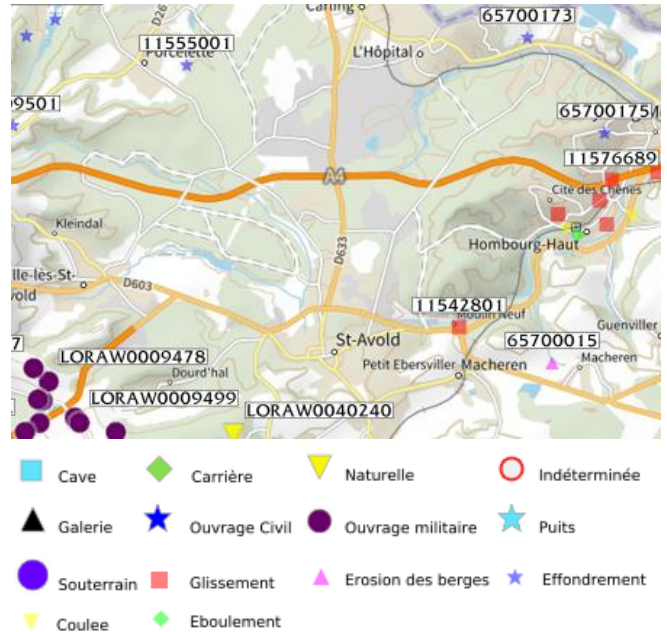 Carling
65700173
D26
11555001
Porcelette
L'Hôpital
9501
65700175
11576689
A4
Cité des Chênes
Kleindal
Hombourg-Haut
D633
lle-lès-St-
vold
D603
11542801
Moulin Neuf
7
St-Avold
65700015
Guenviller
LORAW0009478
Macheren
Dourd'hal
Petit Ebersviller
Macheren
LORAW0009499
LORAW0040240
Cave
Carrière
Naturelle
Indéterminée
Galerie
Ouvrage Civil
Ouvrage militaire
Puits
Souterrain
Glissement
Erosion des berges
Effondrement
Coulee
Eboulement